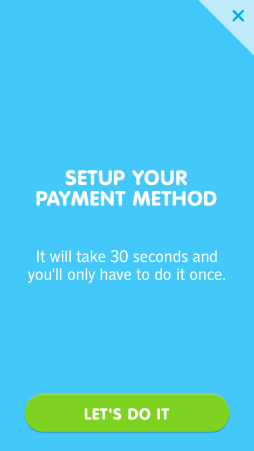 SETUP YOUR
PAYMENT METHOD
It will take 30 seconds and
you'll only have to do it once.
LET'S DO IT